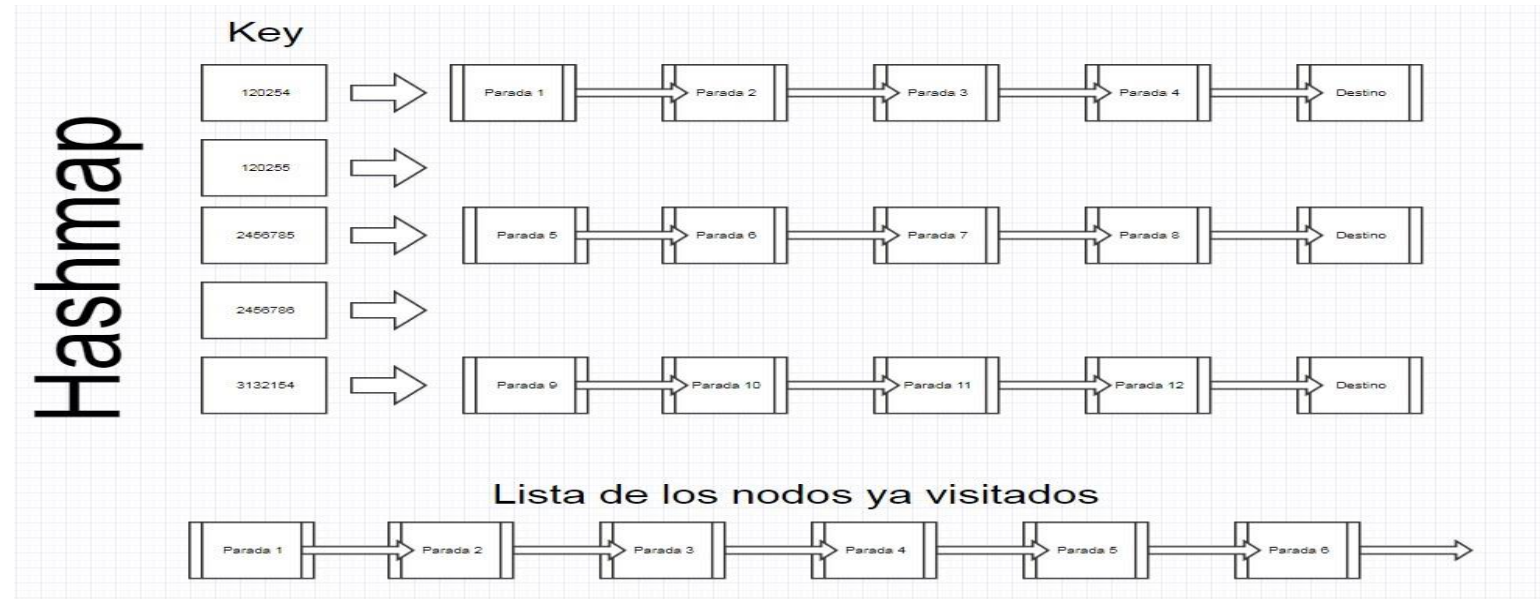 Hashmap
Key
120254
Parada 1
Parada 2
Parada 3
Parada 4
Destino
120255
2456785
Parada 5
Parada 6
Parada 7
Parada 8
Destino
2456786
3132154
Parada 9
Parada 10
Parada 11
Parada 12
Destino
Lista de los nodos ya visitados
Parada 1
Parada 2
Parada 3
Parada 4
Parada 5
Parada 6